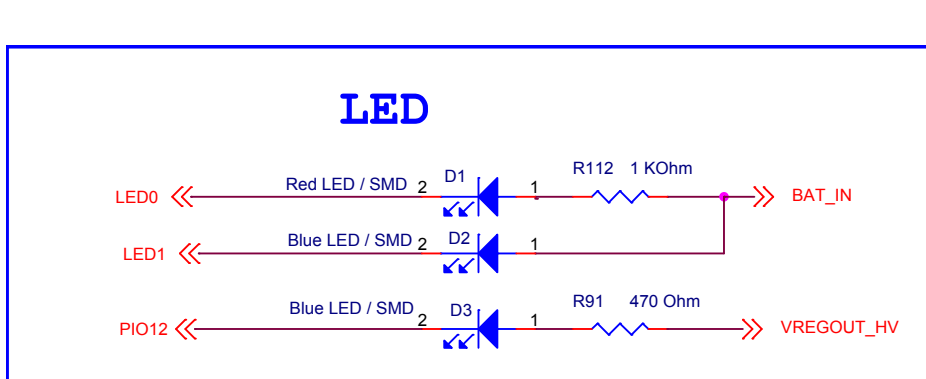 LED
LED0 Red LED / SMD 2 D1 1 R112 1 KOhm BAT_IN
LED1 Blue LED / SMD 2 D2 1
PIO12 Blue LED / SMD 2 D3 1 R91 470 Ohm VREGOUT_HV